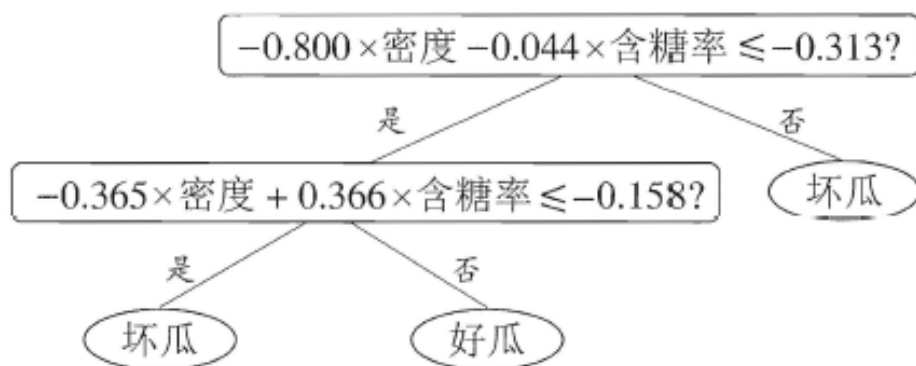 −0.800×密度 −0.044×含糖率 ≤−0.313?
是
否
−0.365×密度 + 0.366×含糖率 ≤−0.158?
坏瓜
是
否
坏瓜
好瓜